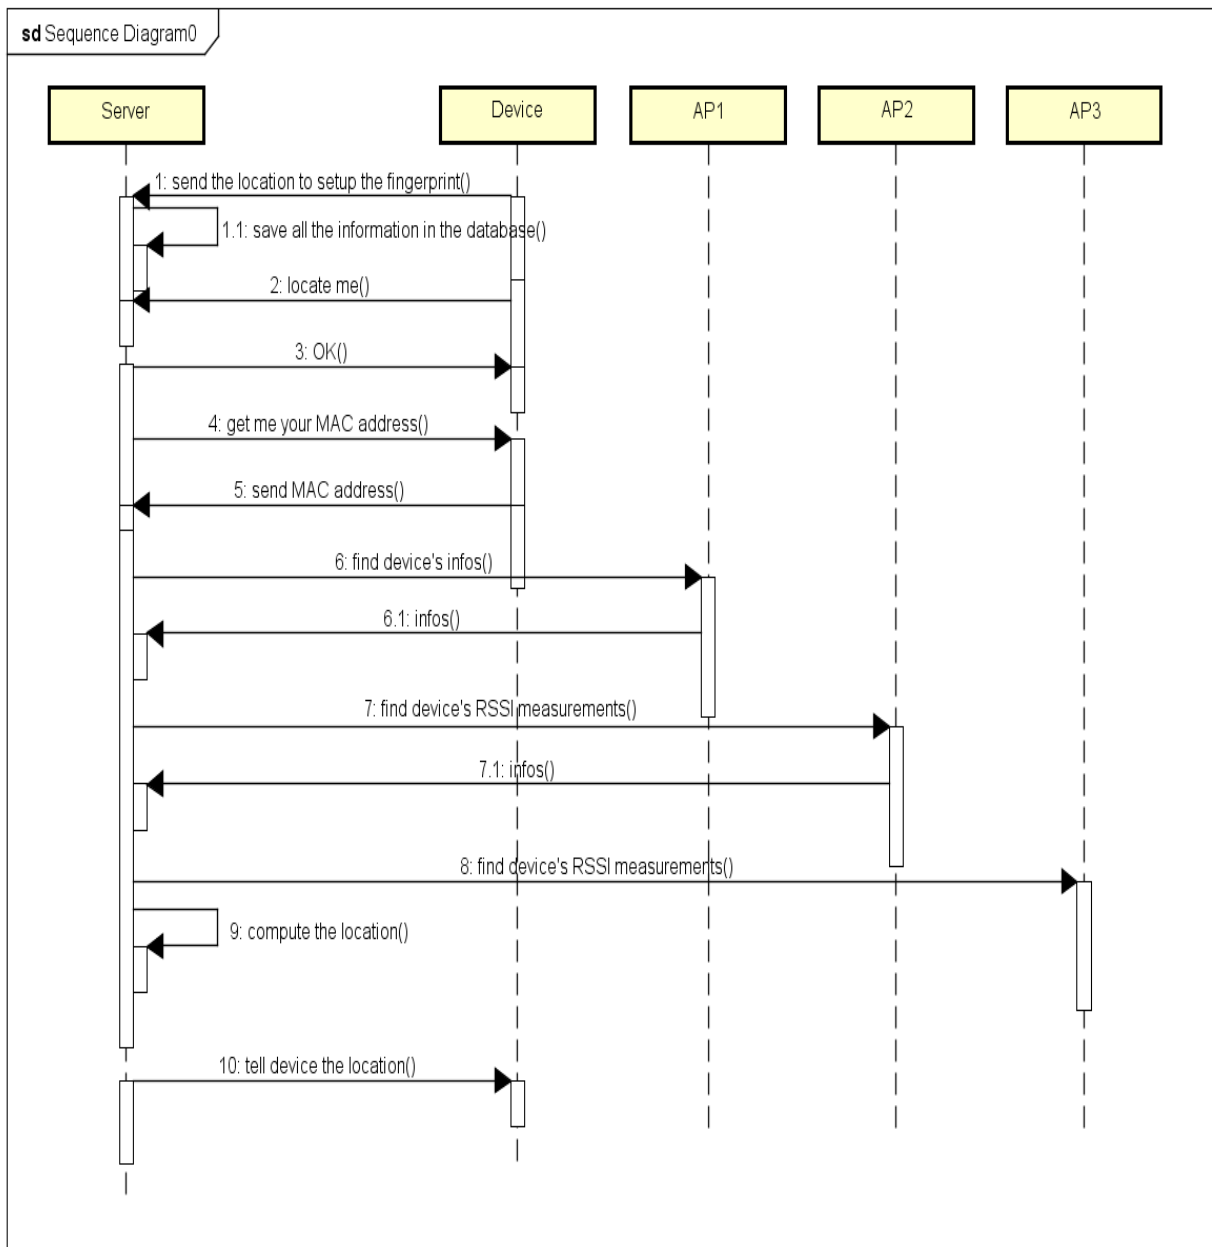 sd Sequence Diagram0
Server
Device
AP1
AP2
AP3
1: send the location to setup the fingerprint()
1.1: save all the information in the database()
2: locate me()
3: OK()
4: get me your MAC address()
5: send MAC address()
6: find device's infos()
6.1: infos()
7: find device's RSSI measurements()
7.1: infos()
8: find device's RSSI measurements()
9: compute the location()
10: tell device the location()